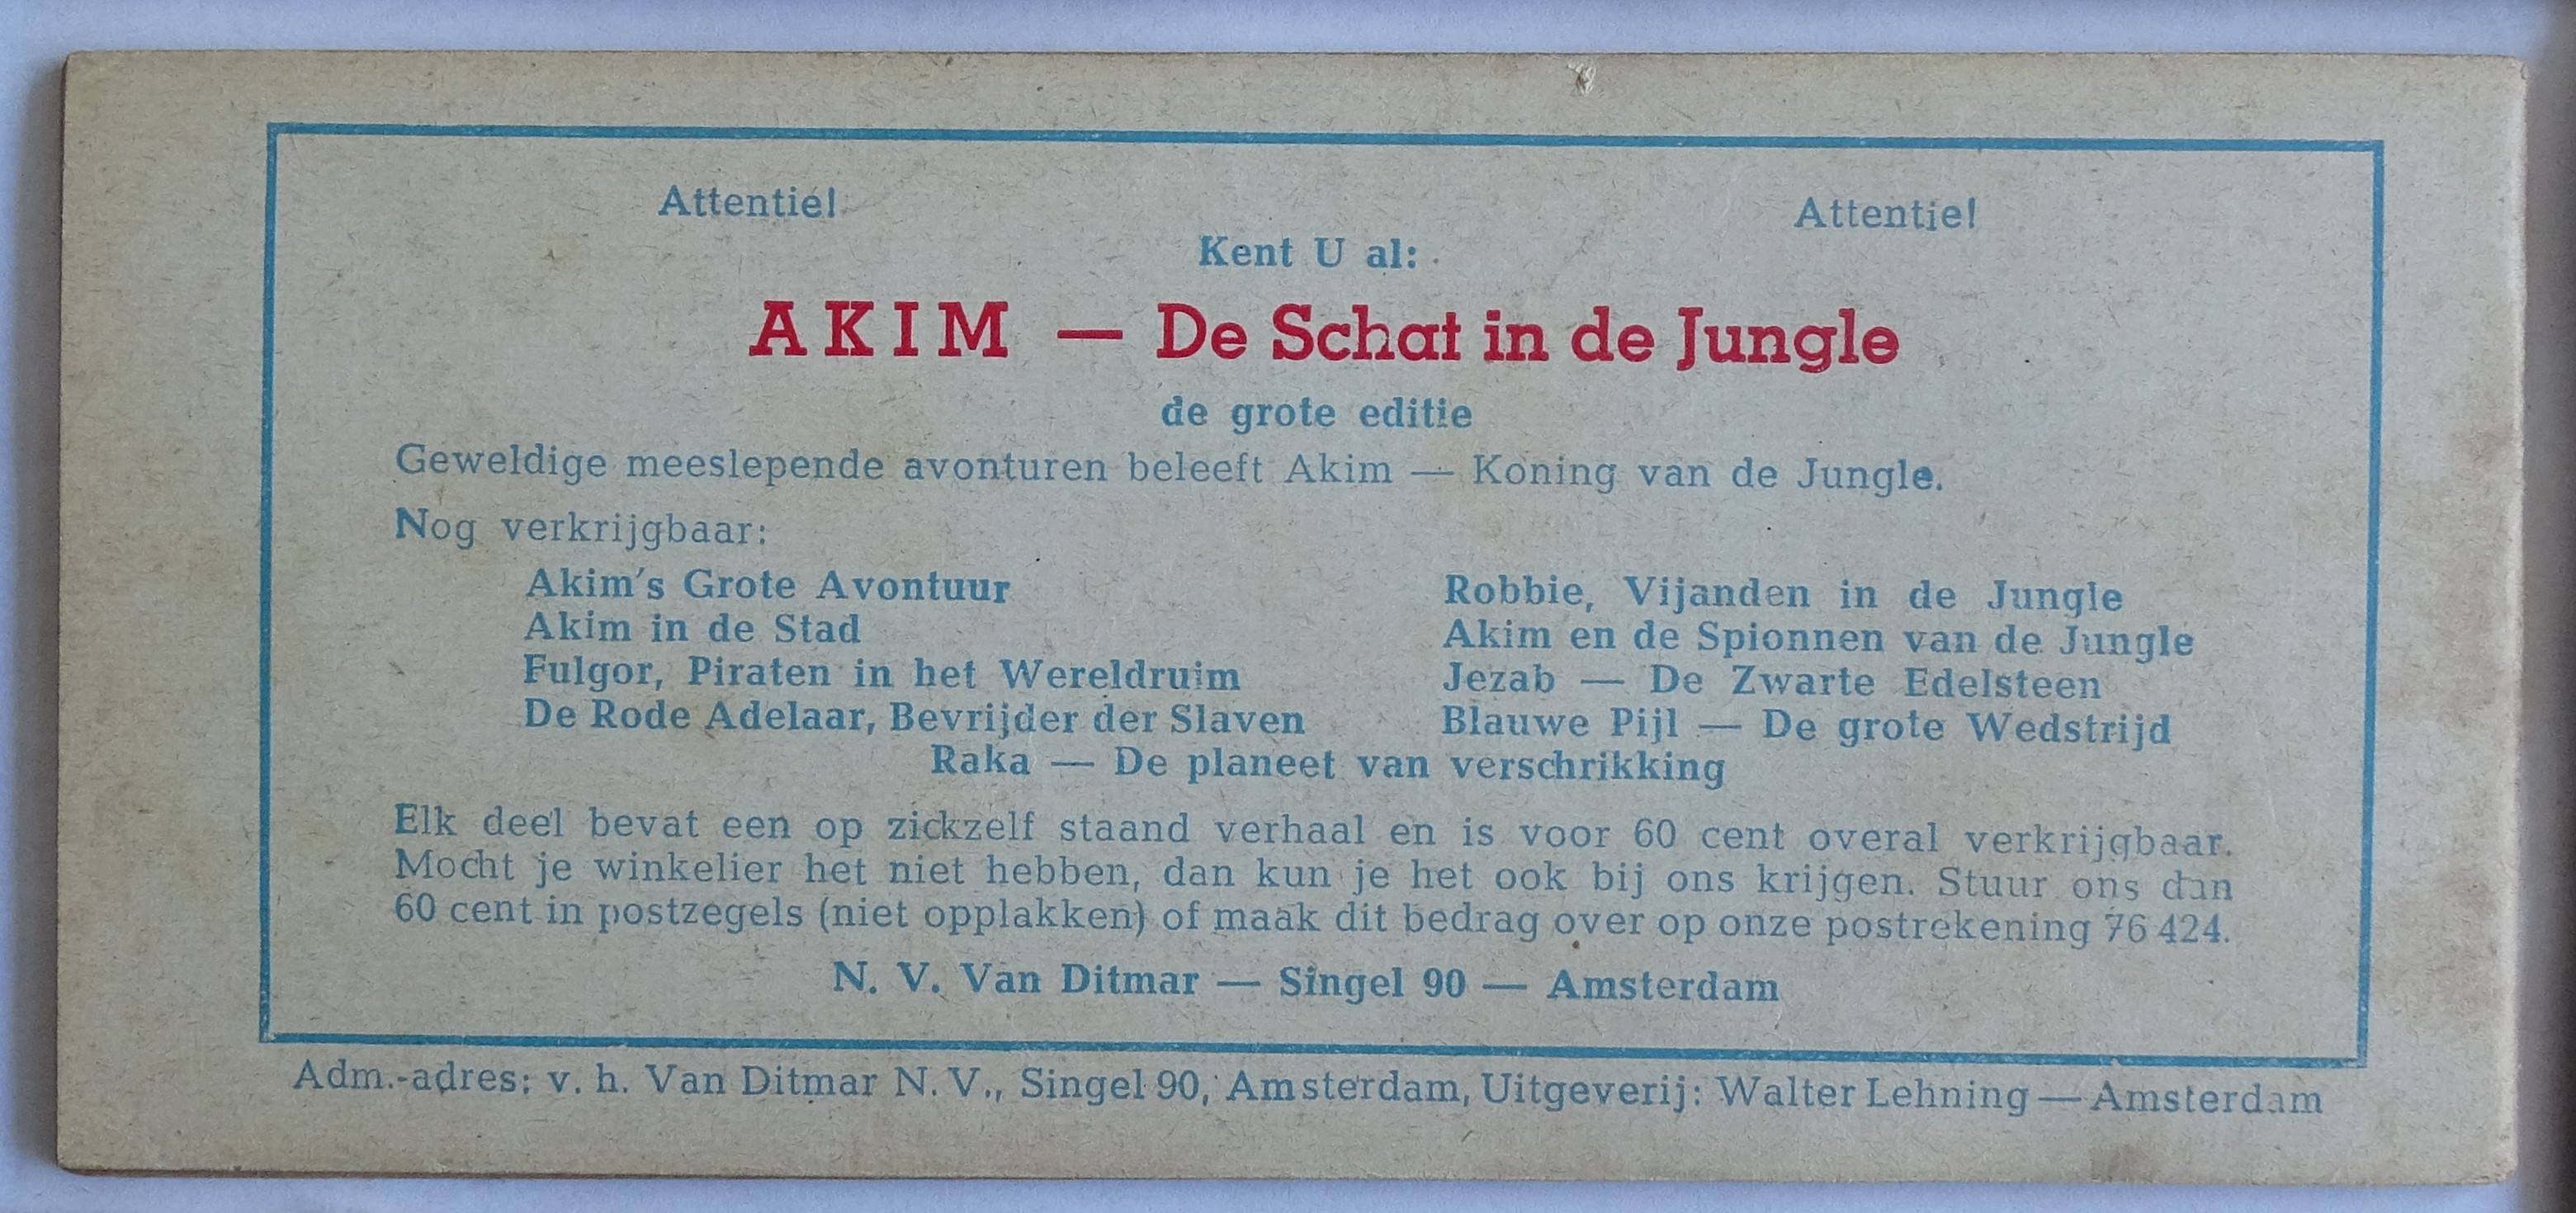 Attentie! Attentie!
Kent U al:
AKIM — De Schat in de Jungle
de grote editie
Geweldige meeslepende avonturen beleeft Akim — Koning van de Jungle.
Nog verkrijgbaar:
Akim's Grote Avontuur
Akim in de Stad
Fulgor, Piraten in het Wereldruim
De Rode Adelaar, Bevrijder der Slaven
Robbie, Vijanden in de Jungle
Akim en de Spionnen van de Jungle
Jezab — De Zwarte Edelsteen
Blauwe Pijl — De grote Wedstrijd
Raka — De planeet van verschrikking
Elk deel bevat een op zickzelf staand verhaal en is voor 60 cent overal verkrijgbaar.
Mocht je winkelier het niet hebben, dan kun je het ook bij ons krijgen. Stuur ons dan
60 cent in postzegels (niet opplakken) of maak dit bedrag over op onze postrekening 76 424.
N. V. Van Ditmar — Singel 90 — Amsterdam
Adm.-adres: v. h. Van Ditmar N. V., Singel 90, Amsterdam, Uitgeverij: Walter Lehning — Amsterdam